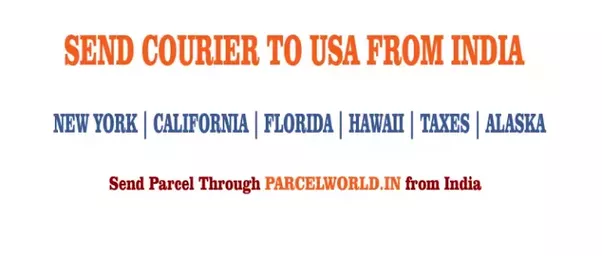 SEND COURIER TO USA FROM INDIA
NEW YORK | CALIFORNIA | FLORIDA | HAWAII | TAXES | ALASKA
Send Parcel Through PARCELWORLD.IN from India